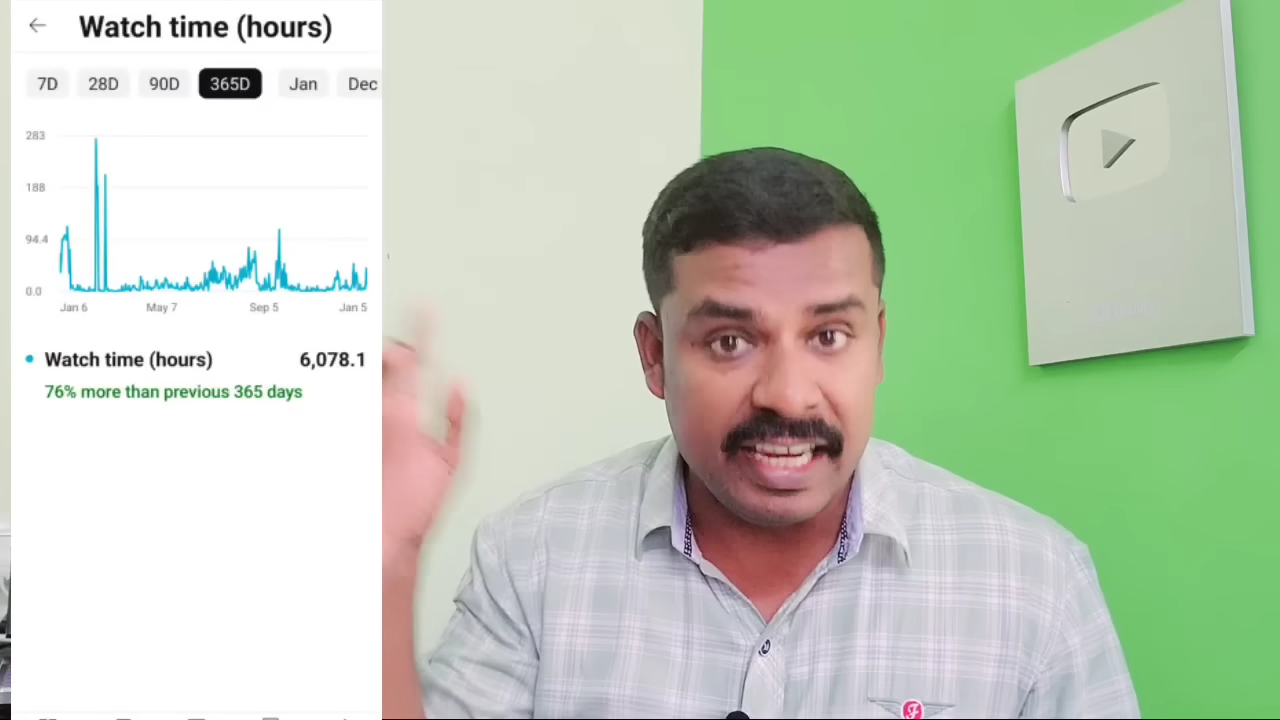 Watch time (hours)
7D 28D 90D 365D Jan Dec
283
188
94.4
0.0
Jan 6 May 7 Sep 5 Jan 5
Watch time (hours) 6,078.1
76% more than previous 365 days